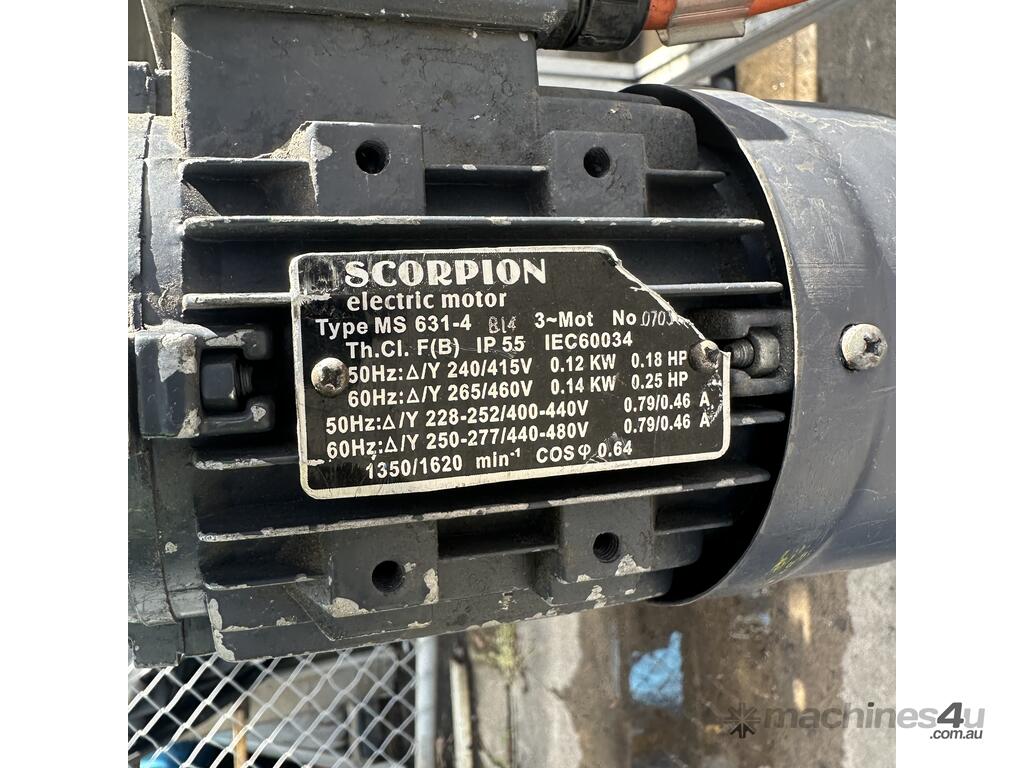 SCORPION
electric motor
Type MS 631-4 B14 3~Mot No
Th.Cl. F(B) IP 55 IEC60034
50Hz:Δ/Y 240/415V 0.12 KW 0.18 HP
60Hz:Δ/Y 265/460V 0.14 KW 0.25 HP
50Hz:Δ/Y 228-252/400-440V 0.79/0.46 A
60Hz:Δ/Y 250-277/440-480V 0.79/0.46 A
1350/1620 min⁻¹ COSφ 0.64
machines4u
.com.au